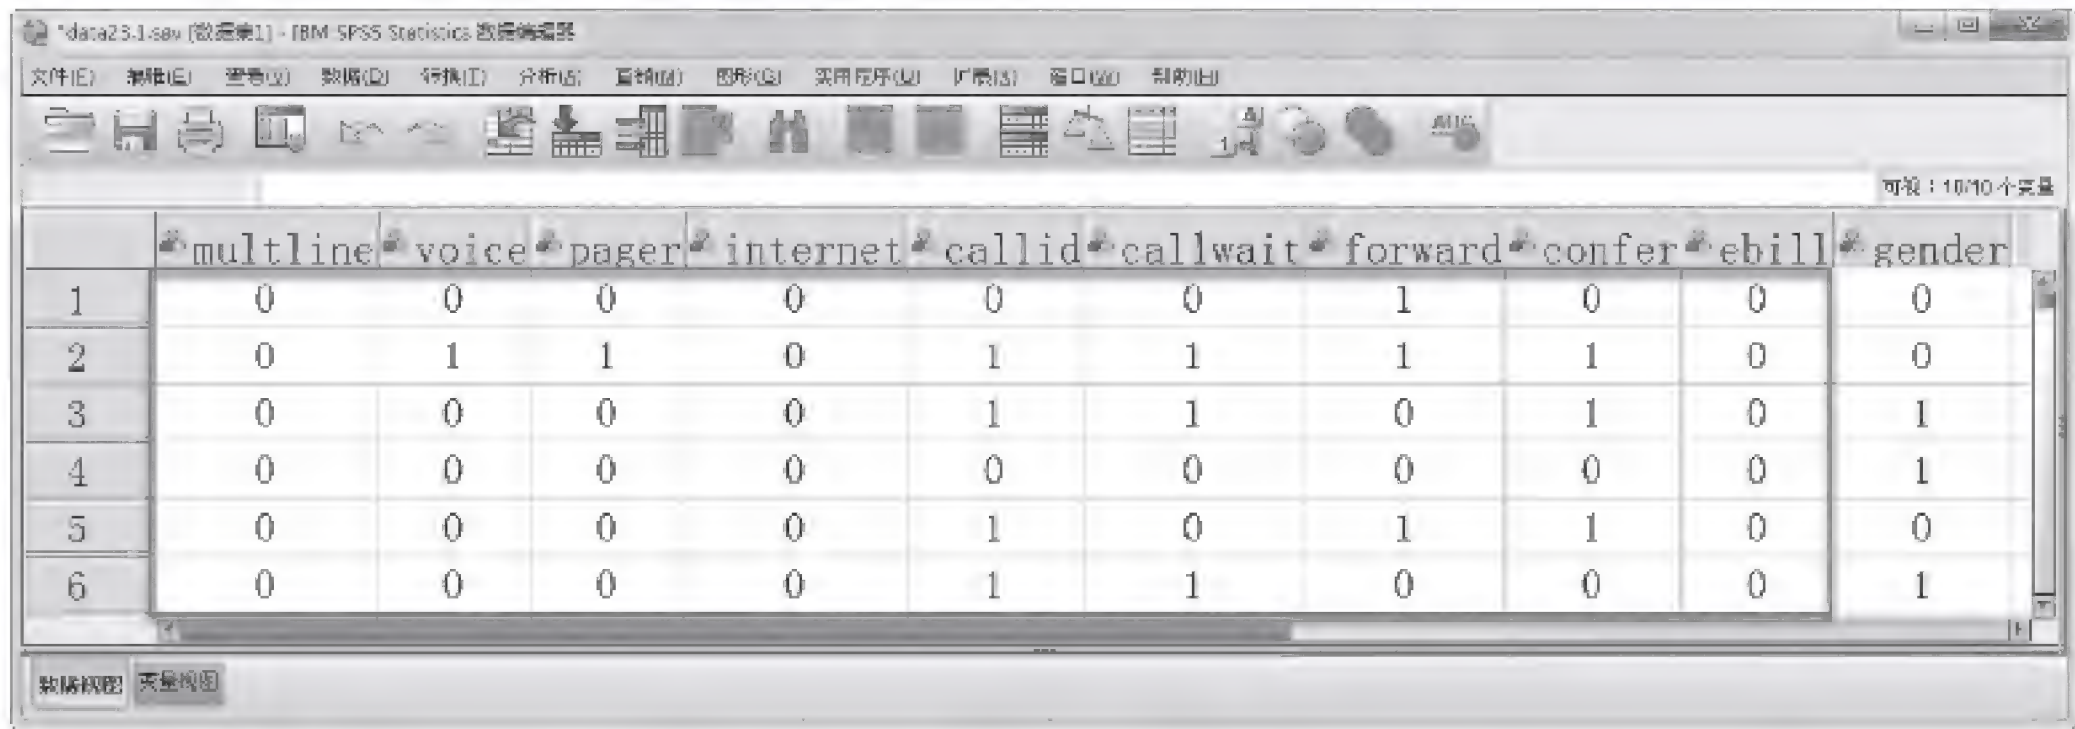 *data23.1.sav [数据集1] - IBM SPSS Statistics 数据编辑器
文件(E) 编辑(E) 查看(V) 数据(D) 转换(T) 分析(A) 直销(M) 图形(G) 实用程序(U) 扩展(X) 窗口(W) 帮助(H)
可视：10/10 个变量
multline voice pager internet callid callwait forward confer ebill gender
1 0 0 0 0 0 0 1 0 0 0
2 0 1 1 0 1 1 1 1 0 0
3 0 0 0 0 1 1 0 1 0 1
4 0 0 0 0 0 0 0 0 0 1
5 0 0 0 0 1 0 1 1 0 0
6 0 0 0 0 1 1 0 0 0 1
数据视图 变量视图